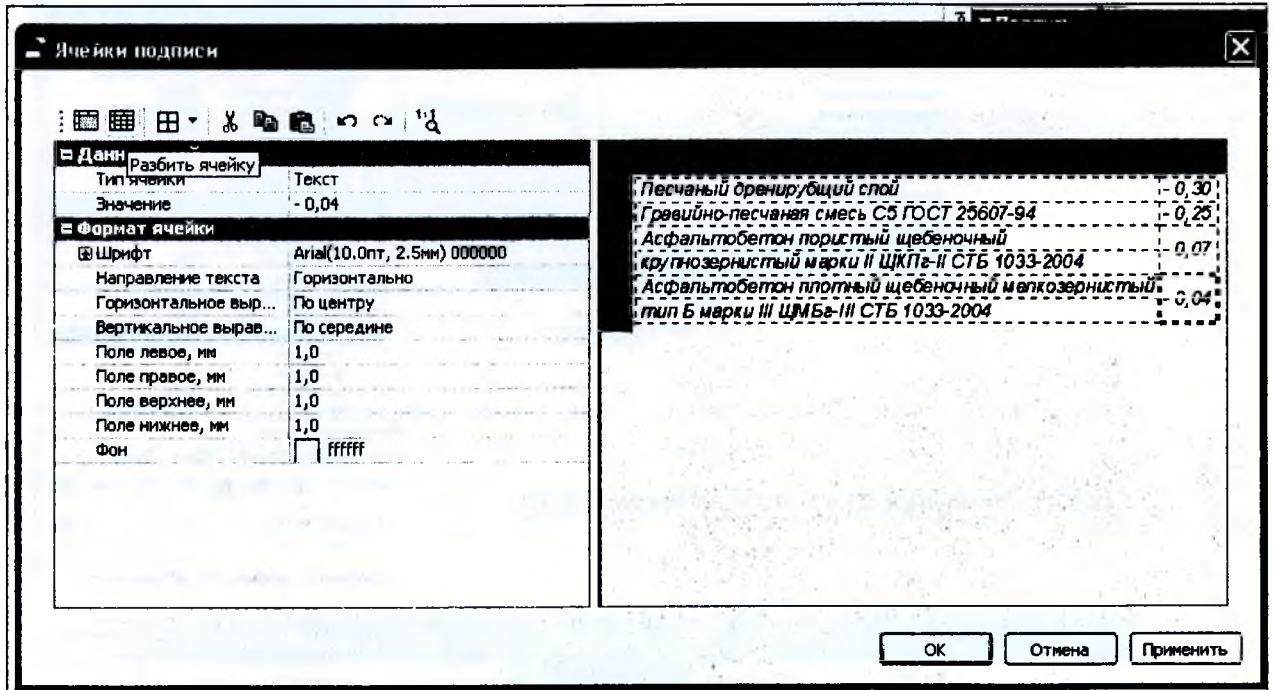 Ячейки подписи
Данн
Разбить ячейку
Тип ячейки Текст
Значение - 0,04
Формат ячейки
Шрифт Arial(10.0пт, 2.5мм) 000000
Направление текста Горизонтально
Горизонтальное выр... По центру
Вертикальное вырав... По середине
Поле левое, мм 1,0
Поле правое, мм 1,0
Поле верхнее, мм 1,0
Поле нижнее, мм 1,0
Фон ffffff
Песчаный дренирубщий слой - 0,30
Гравийно-песчаная смесь С5 ГОСТ 25607-94 - 0,25
Асфальтобетон пористый щебеночный
крупнозернистый марки II ЩКПг-II СТБ 1033-2004 - 0,07
Асфальтобетон плотный щебеночный мелкозернистый
тип Б марки III ЩМБг-III СТБ 1033-2004 - 0,04
ОК Отмена Применить